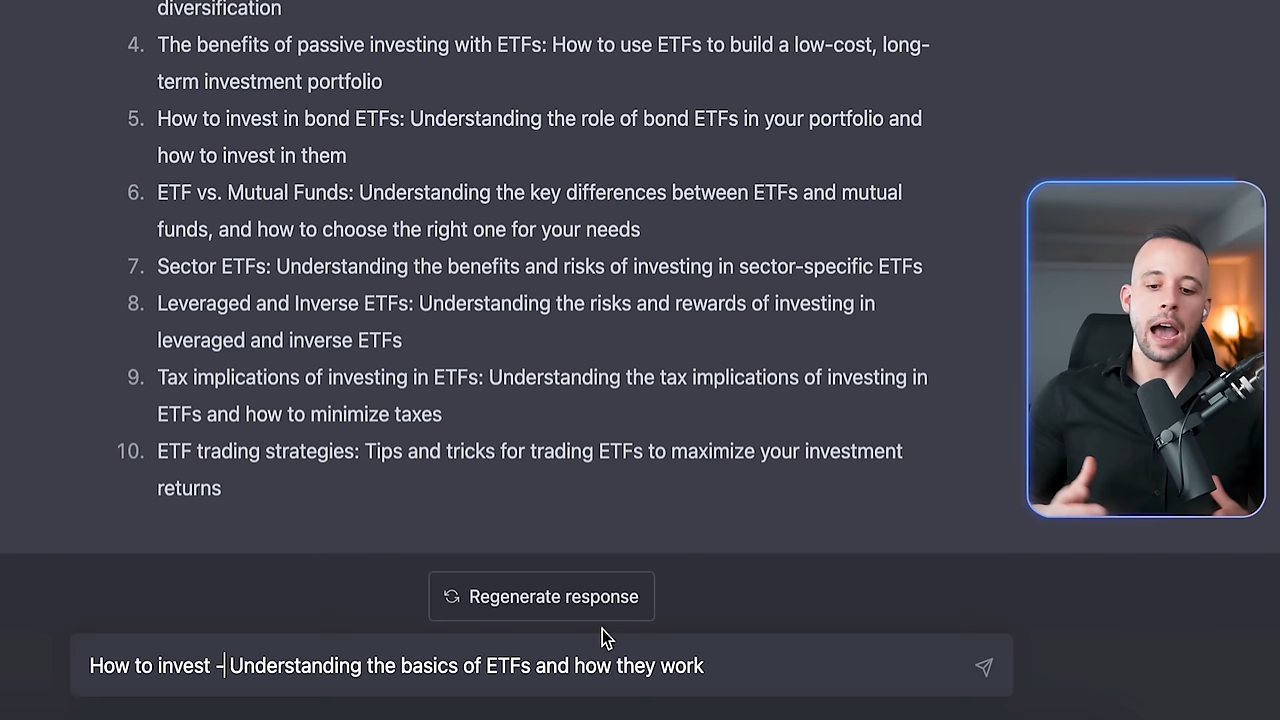 diversification
4. The benefits of passive investing with ETFs: How to use ETFs to build a low-cost, long-
term investment portfolio
5. How to invest in bond ETFs: Understanding the role of bond ETFs in your portfolio and
how to invest in them
6. ETF vs. Mutual Funds: Understanding the key differences between ETFs and mutual
funds, and how to choose the right one for your needs
7. Sector ETFs: Understanding the benefits and risks of investing in sector-specific ETFs
8. Leveraged and Inverse ETFs: Understanding the risks and rewards of investing in
leveraged and inverse ETFs
9. Tax implications of investing in ETFs: Understanding the tax implications of investing in
ETFs and how to minimize taxes
10. ETF trading strategies: Tips and tricks for trading ETFs to maximize your investment
returns
Regenerate response
How to invest - Understanding the basics of ETFs and how they work